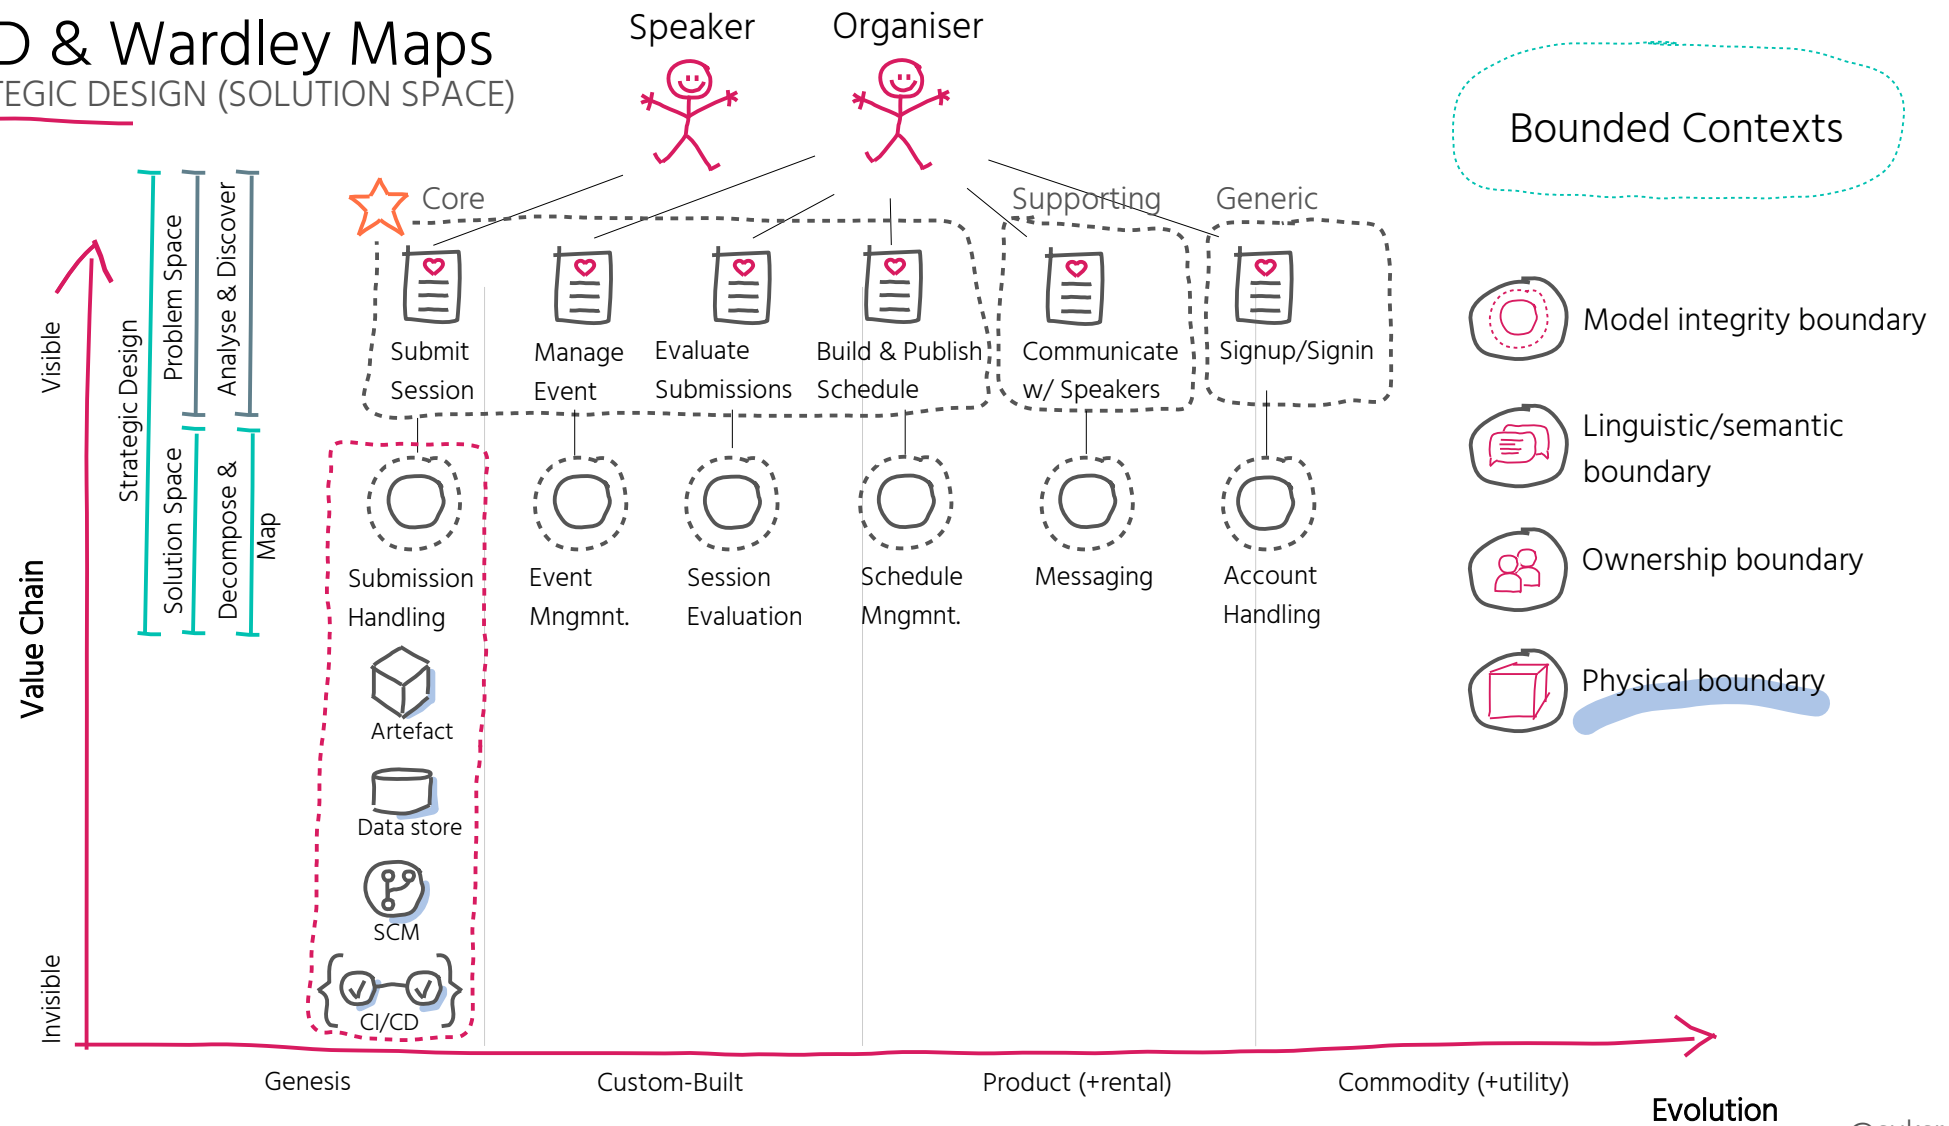 D & Wardley Maps
TEGIC DESIGN (SOLUTION SPACE)
Speaker
Organiser
Bounded Contexts
Core
Supporting
Generic
Visible
Strategic Design
Problem Space
Analyse & Discover
Submit
Session
Manage
Event
Evaluate
Submissions
Build & Publish
Schedule
Communicate
w/ Speakers
Signup/Signin
Model integrity boundary
Linguistic/semantic
boundary
Ownership boundary
Physical boundary
Solution Space
Decompose &
Map
Value Chain
Submission
Handling
Event
Mngmnt.
Session
Evaluation
Schedule
Mngmnt.
Messaging
Account
Handling
Artefact
Data store
SCM
CI/CD
Invisible
Genesis
Custom-Built
Product (+rental)
Commodity (+utility)
Evolution